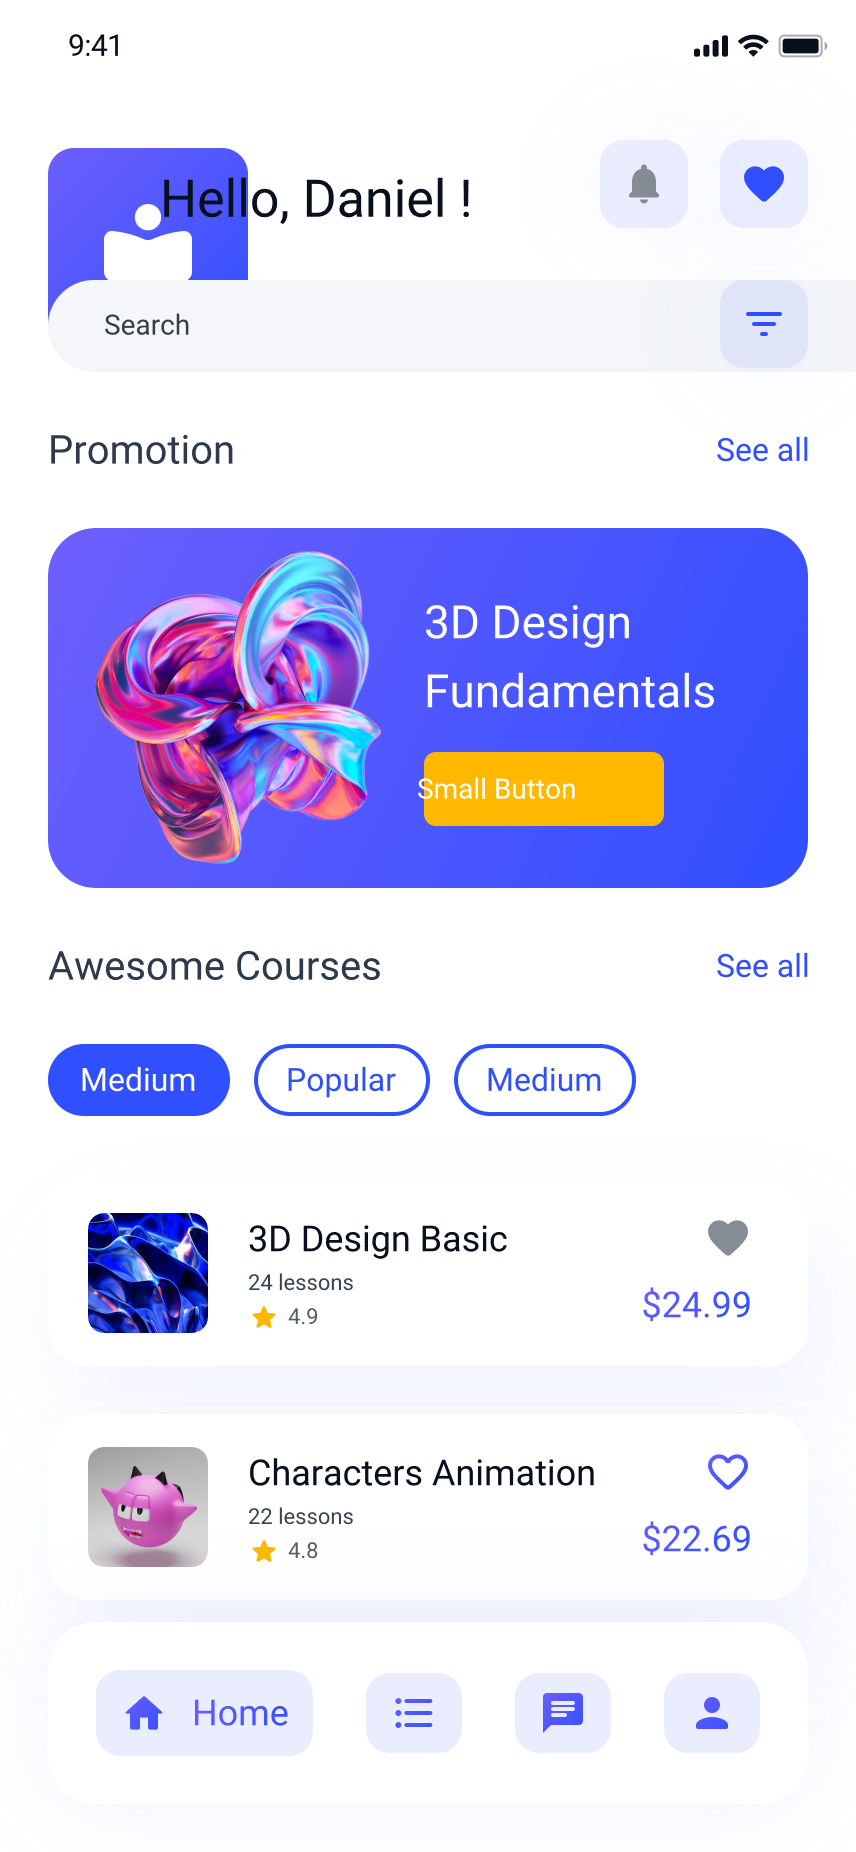 9:41
Hello, Daniel !
Search
Promotion
See all
3D Design
Fundamentals
Small Button
Awesome Courses
See all
Medium
Popular
Medium
3D Design Basic
24 lessons
4.9
$24.99
Characters Animation
22 lessons
4.8
$22.69
Home